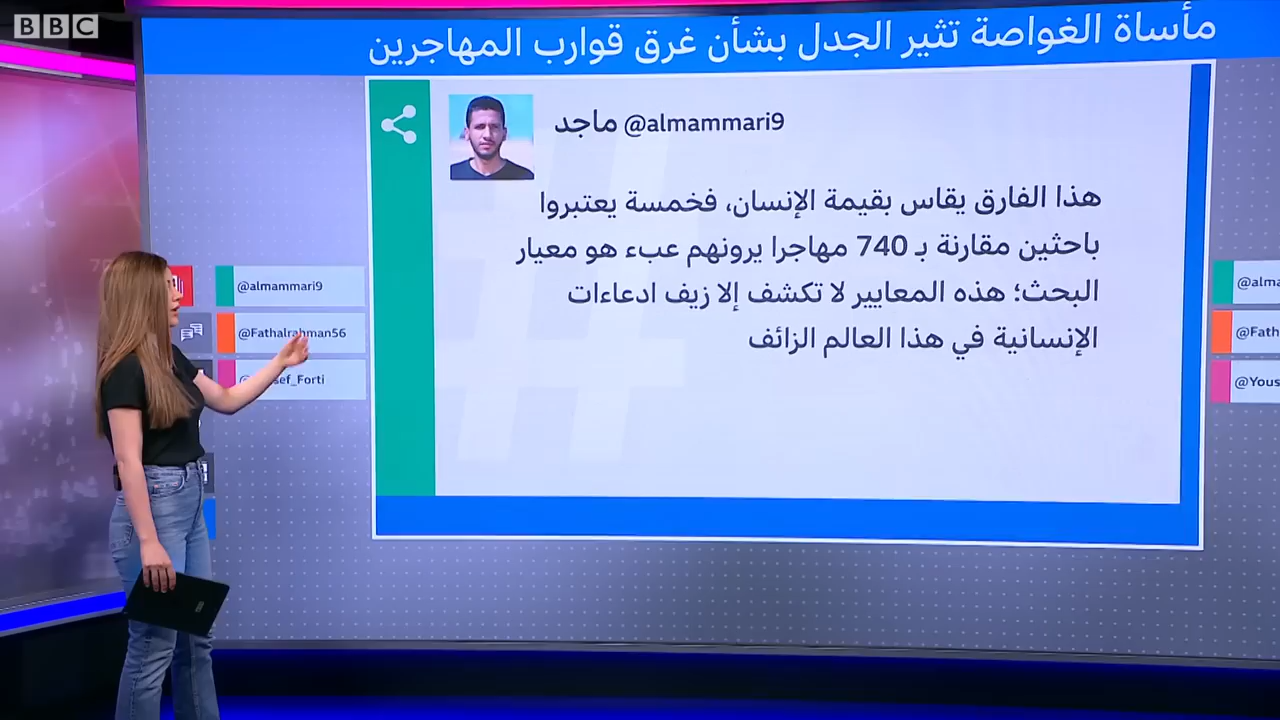 BBC
مأساة الغواصة تثير الجدل بشأن غرق قوارب المهاجرين
ماجد @almammari9
هذا الفارق يقاس بقيمة الإنسان، فخمسة يعتبروا
باحثين مقارنة بـ 740 مهاجرا يرونهم عبء هو معيار
البحث؛ هذه المعايير لا تكشف إلا زيف ادعاءات
الإنسانية في هذا العالم الزائف
@almammari9
@Fathalrahman56
@alma
@Fath
@Yous